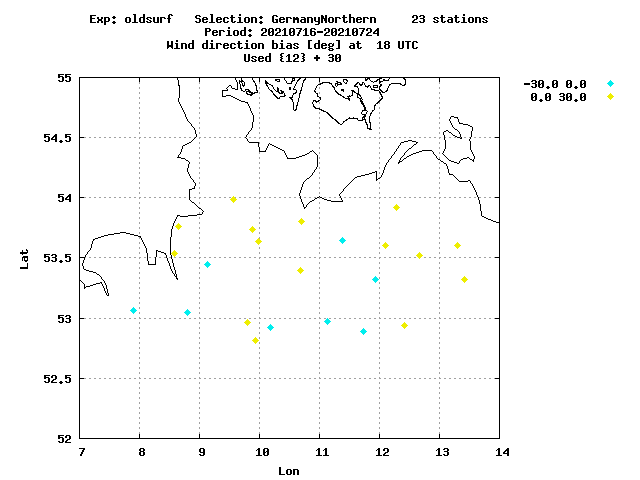 Exp: oldsurf   Selection: GermanyNorthern     23 stations
Period: 20210716-20210724
Wind direction bias [deg] at  18 UTC
Used {12} + 30
-30.0 0.0
0.0 30.0
55
54.5
54
53.5
53
52.5
52
Lat
7 8 9 10 11 12 13 14
Lon